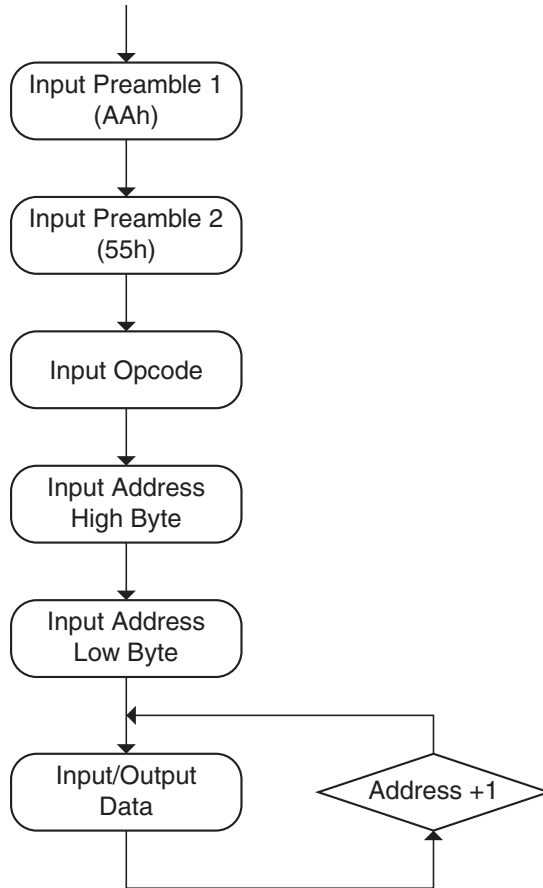 Input Preamble 1
(AAh)
Input Preamble 2
(55h)
Input Opcode
Input Address
High Byte
Input Address
Low Byte
Input/Output
Data
Address +1